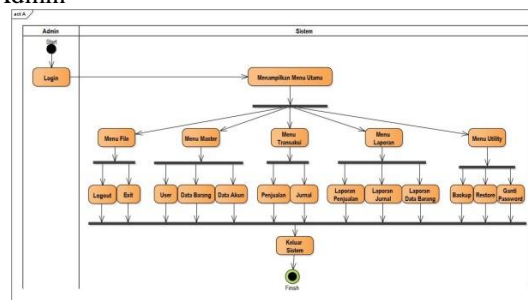 Admin
act A
Admin
Sistem
Start
Login
Menampilkan Menu Utama
Menu File
Menu Master
Menu
Transaksi
Menu
Laporan
Menu Utility
Logout
Exit
User
Data Barang
Data Akun
Penjualan
Jurnal
Laporan
Penjualan
Laporan
Jurnal
Laporan
Data Barang
Backup
Restore
Ganti
Password
Keluar
Sistem
Finish